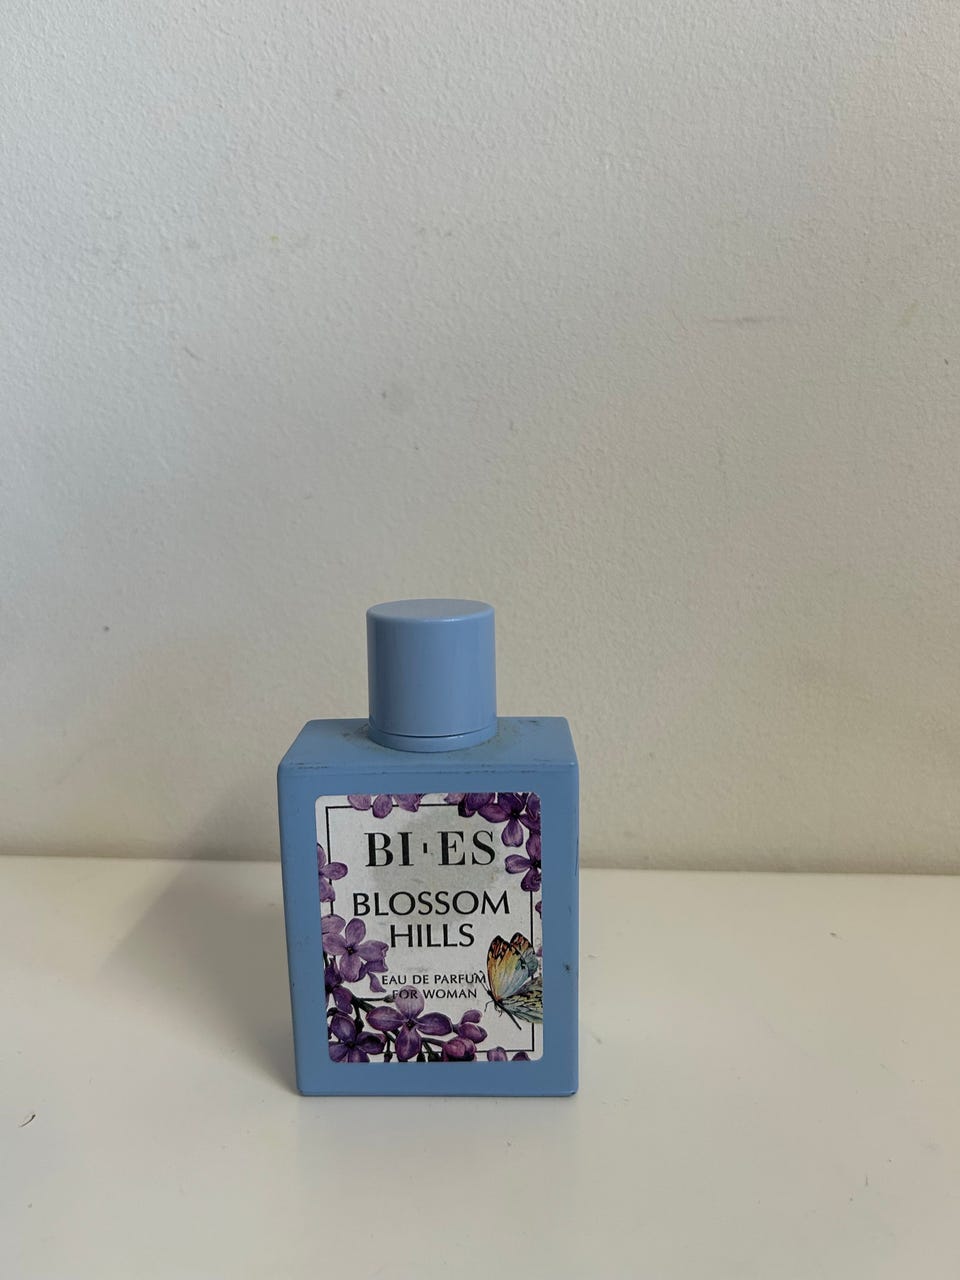 BI·ES
BLOSSOM
HILLS
EAU DE PARFUM
FOR WOMAN